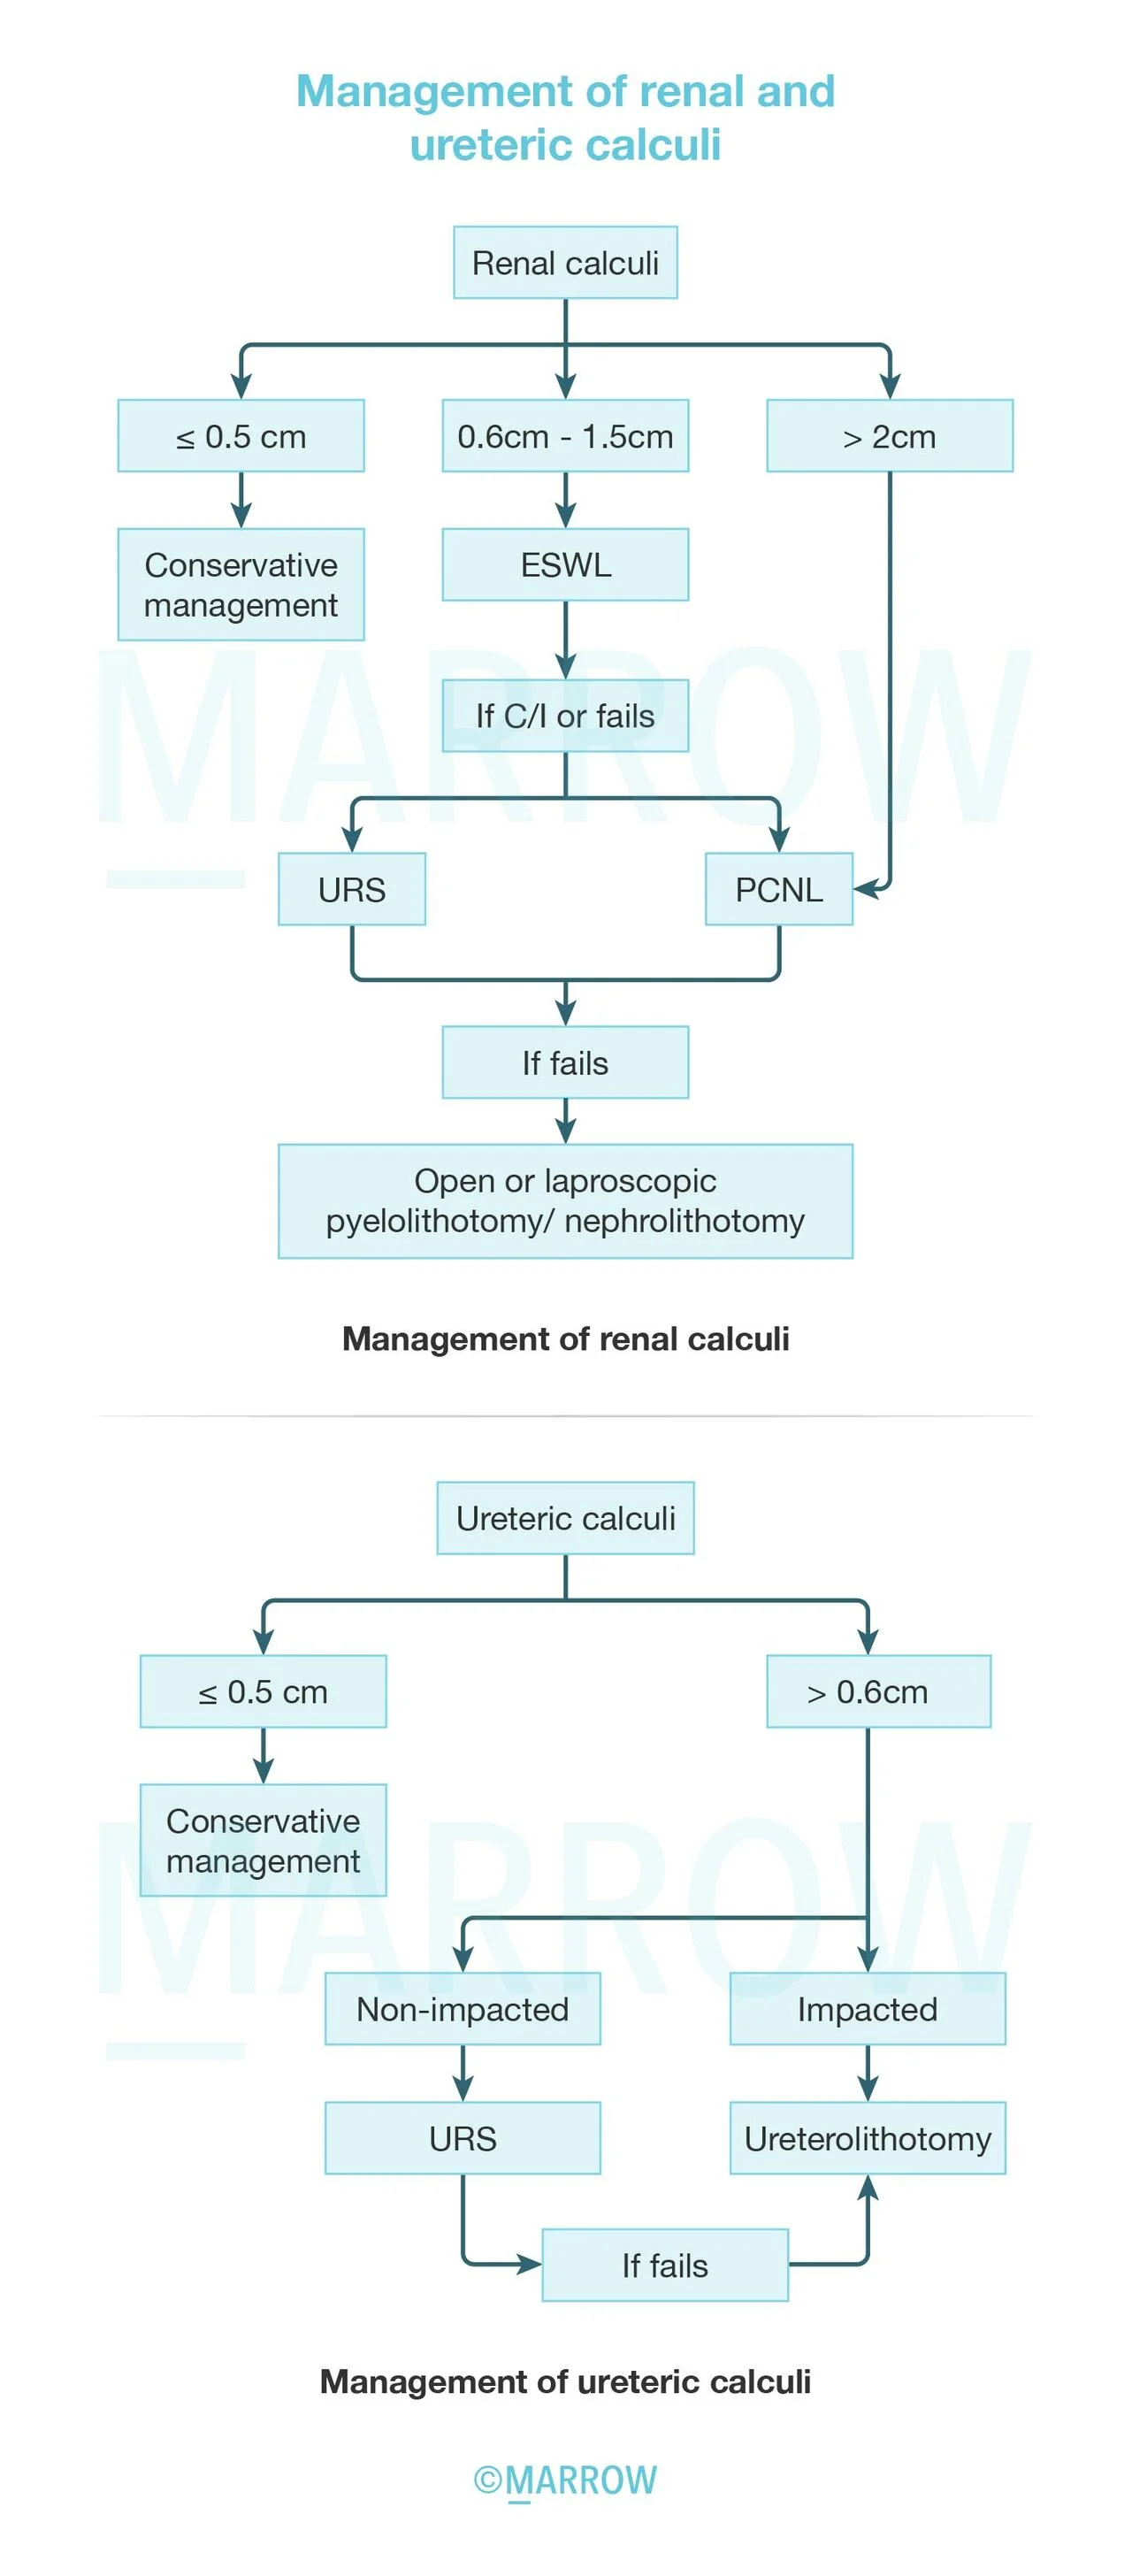 Management of renal and
ureteric calculi
Renal calculi
≤ 0.5 cm
0.6cm - 1.5cm
> 2cm
Conservative
management
ESWL
If C/I or fails
MARROW
URS
PCNL
If fails
Open or laproscopic
pyelolithotomy/ nephrolithotomy
Management of renal calculi
Ureteric calculi
≤ 0.5 cm
> 0.6cm
Conservative
management
MARROW
Non-impacted
Impacted
URS
Ureterolithotomy
If fails
Management of ureteric calculi
©MARROW